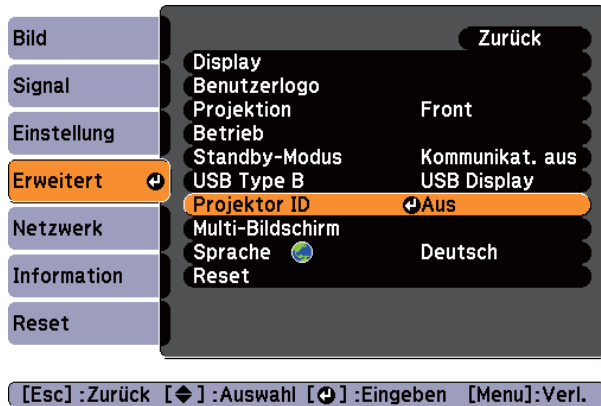 Bild
Signal
Einstellung
Erweitert
Netzwerk
Information
Reset
Zurück
Display
Benutzerlogo
Projektion Front
Betrieb
Standby-Modus Kommunikat. aus
USB Type B USB Display
Projektor ID Aus
Multi-Bildschirm
Sprache Deutsch
Reset
[Esc] :Zurück [◆] :Auswahl [⏎] :Eingeben [Menu]:Verl.